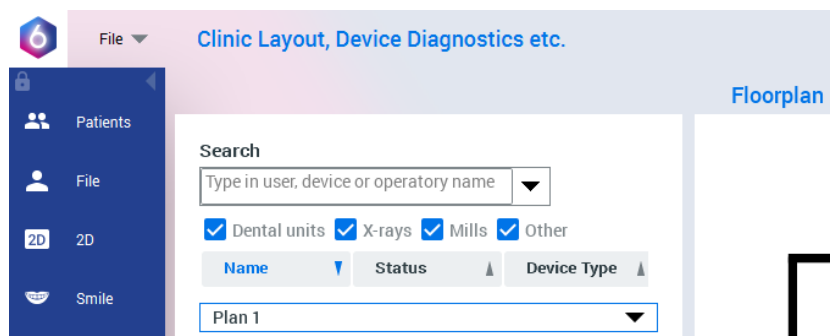 6
File
Clinic Layout, Device Diagnostics etc.
Floorplan
Patients
File
2D
2D
Smile
Search
Type in user, device or operatory name
Dental units X-rays Mills Other
Name Status Device Type
Plan 1